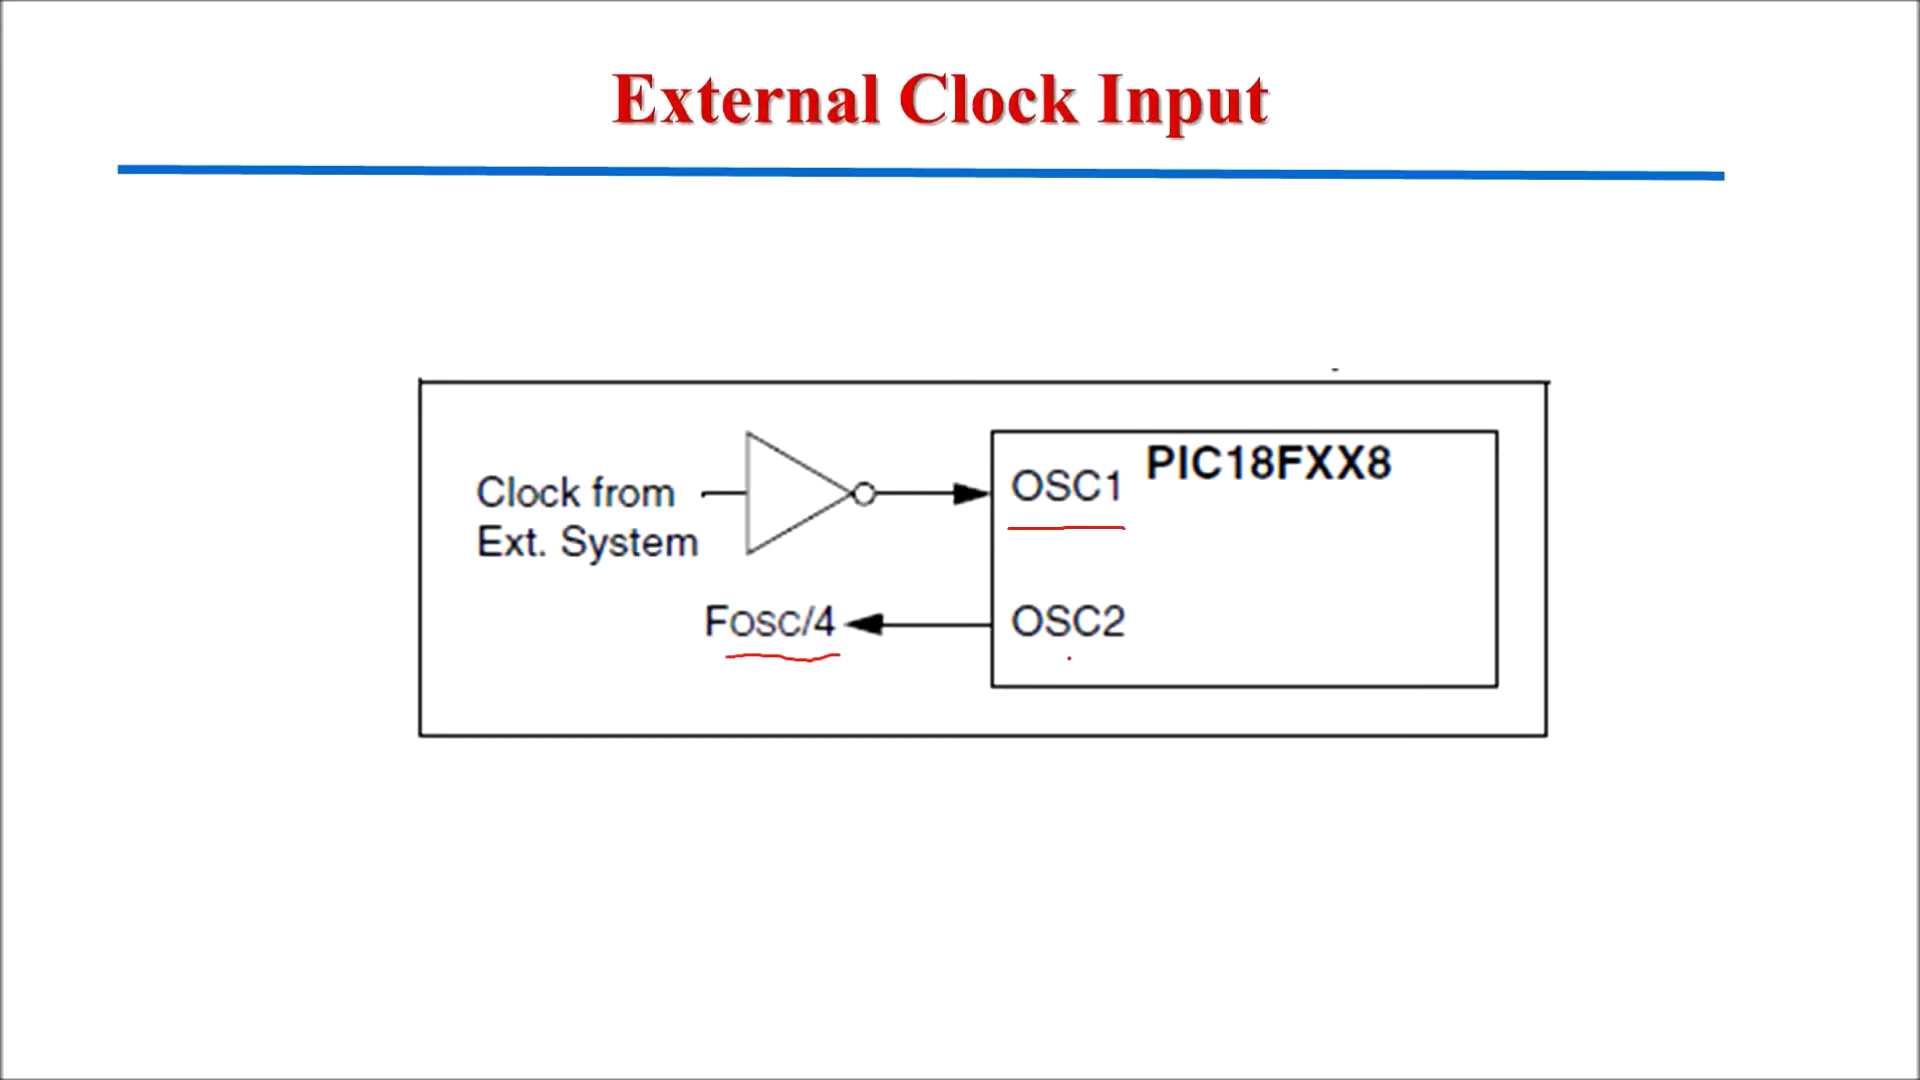 External Clock Input
PIC18FXX8
Clock from
Ext. System
OSC1
FOSC/4
OSC2